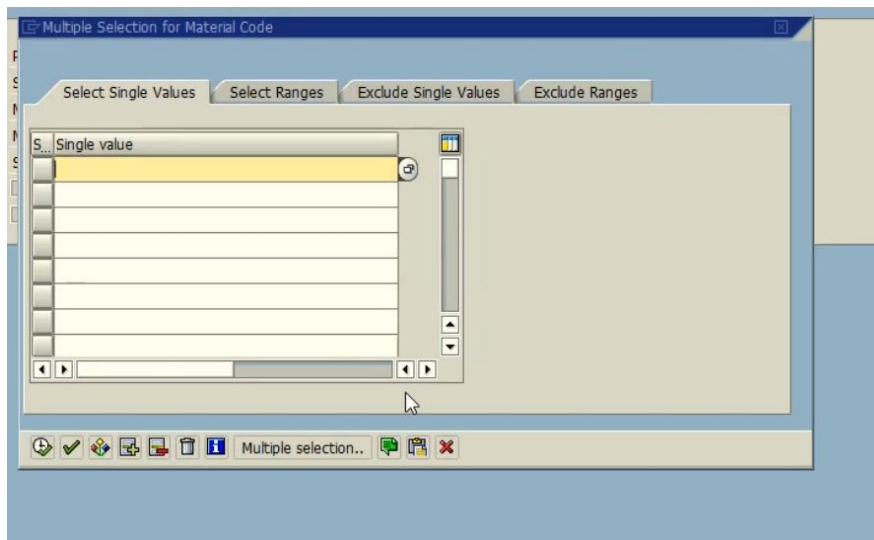 Multiple Selection for Material Code
Select Single Values Select Ranges Exclude Single Values Exclude Ranges
S... Single value
Multiple selection..